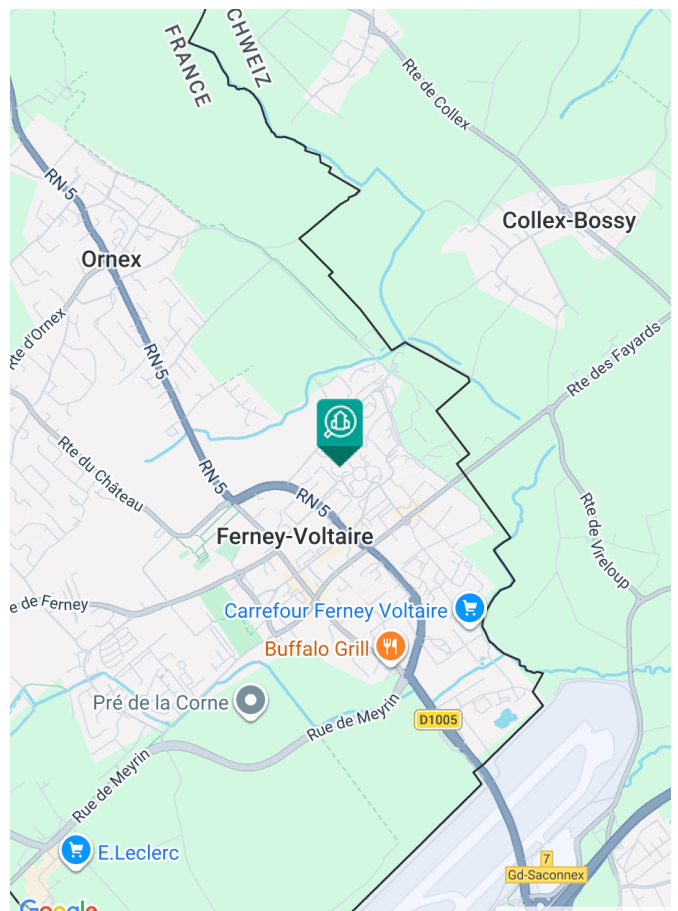 FRANCE
CHWEIZ
Rte de Collex
RN 5
Collex-Bossy
Ornex
Rte d'Ornex
RN 5
Rte des Fayards
Rte du Château
RN 5
RN 5
Rte de Vireloup
Ferney-Voltaire
e de Ferney
Carrefour Ferney Voltaire
Buffalo Grill
Pré de la Corne
Rue de Meyrin
D1005
Rue de Meyrin
E.Leclerc
7
Gd-Saconnex
Google